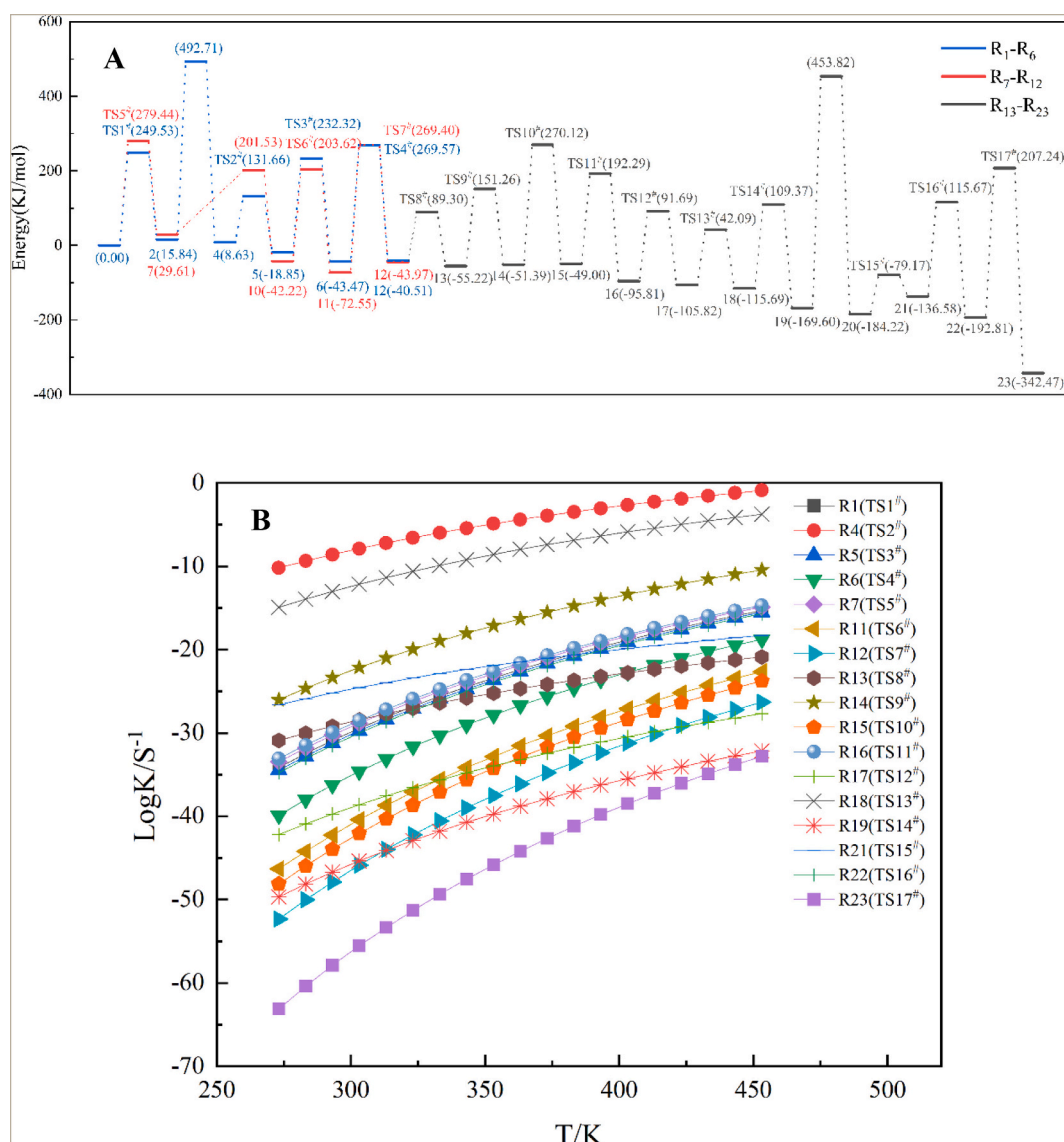 A
600
400
200
0
-200
-400
Energy(KJ/mol)
R₁-R₆
R₇-R₁₂
R₁₃-R₂₃
(492.71)
(453.82)
TS5#(279.44)
TS1#(249.53)
(201.53)
TS2#(131.66)
TS3#(232.32)
TS6#(203.62)
TS7#(269.40)
TS4#(269.57)
TS8#(89.30)
TS9#(151.26)
TS10#(270.12)
TS11#(192.29)
TS12#(91.69)
TS13#(42.09)
TS14#(109.37)
TS15#(-79.17)
TS16#(115.67)
TS17#(207.24)
(0.00)
2(15.84)
7(29.61)
4(8.63)
5(-18.85)
10(-42.22)
6(-43.47)
11(-72.55)
12(-43.97)
12(-40.51)
13(-55.22)
14(-51.39)
15(-49.00)
16(-95.81)
17(-105.82)
18(-115.69)
19(-169.60)
20(-184.22)
21(-136.58)
22(-192.81)
23(-342.47)
B
0
-10
-20
-30
-40
-50
-60
-70
LogK/S⁻¹
R1(TS1#)
R4(TS2#)
R5(TS3#)
R6(TS4#)
R7(TS5#)
R11(TS6#)
R12(TS7#)
R13(TS8#)
R14(TS9#)
R15(TS10#)
R16(TS11#)
R17(TS12#)
R18(TS13#)
R19(TS14#)
R21(TS15#)
R22(TS16#)
R23(TS17#)
250 300 350 400 450 500
T/K